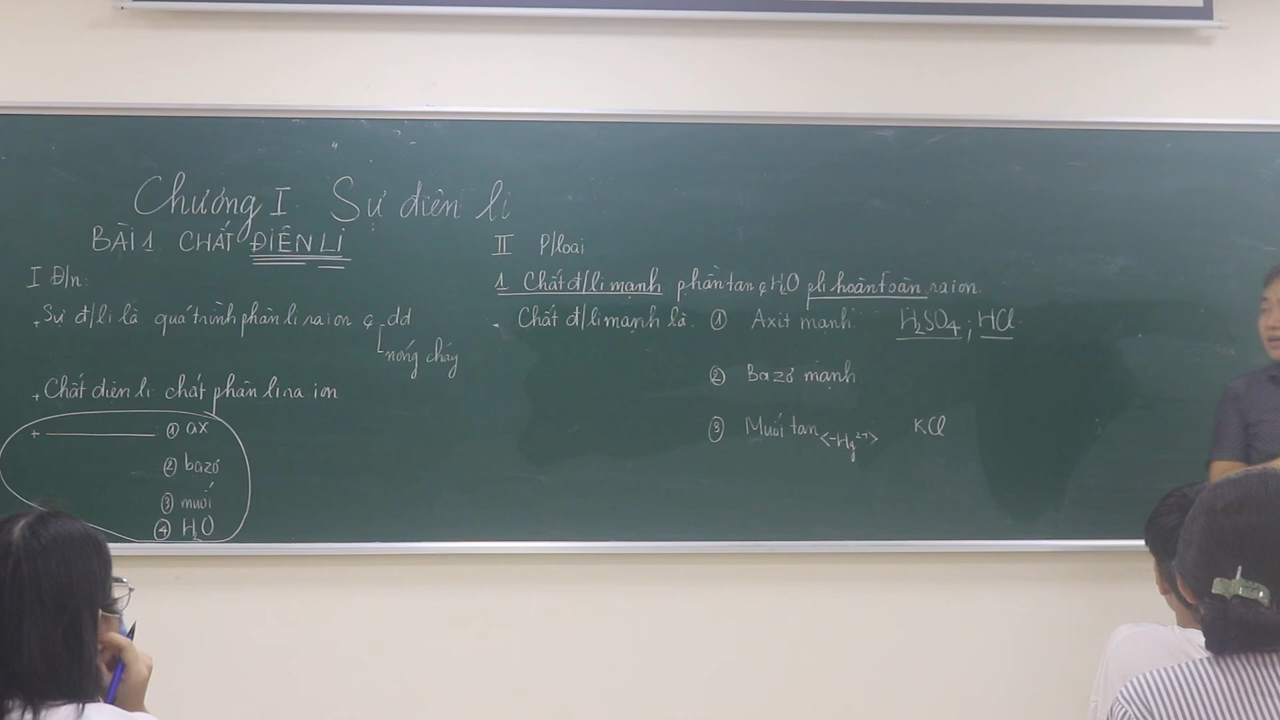 Chương I. Sự điện li
BÀI 1 CHẤT ĐIỆN LI
I Đ/n:
+ Sự đ/li là quá trình phân li ra ion ç dd
nóng chảy
+ Chất điện li: chất phân li ra ion
+ ① ax
② bazơ
③ muối
④ H₂O
II P/loại
1 Chất đ/li mạnh phần tan ç H₂O pli hoàn toàn ra ion
- Chất đ/li mạnh là ① Axit mạnh H₂SO₄; HCl
② Bazơ mạnh
③ Muối tan <-Hg²⁺> KCl